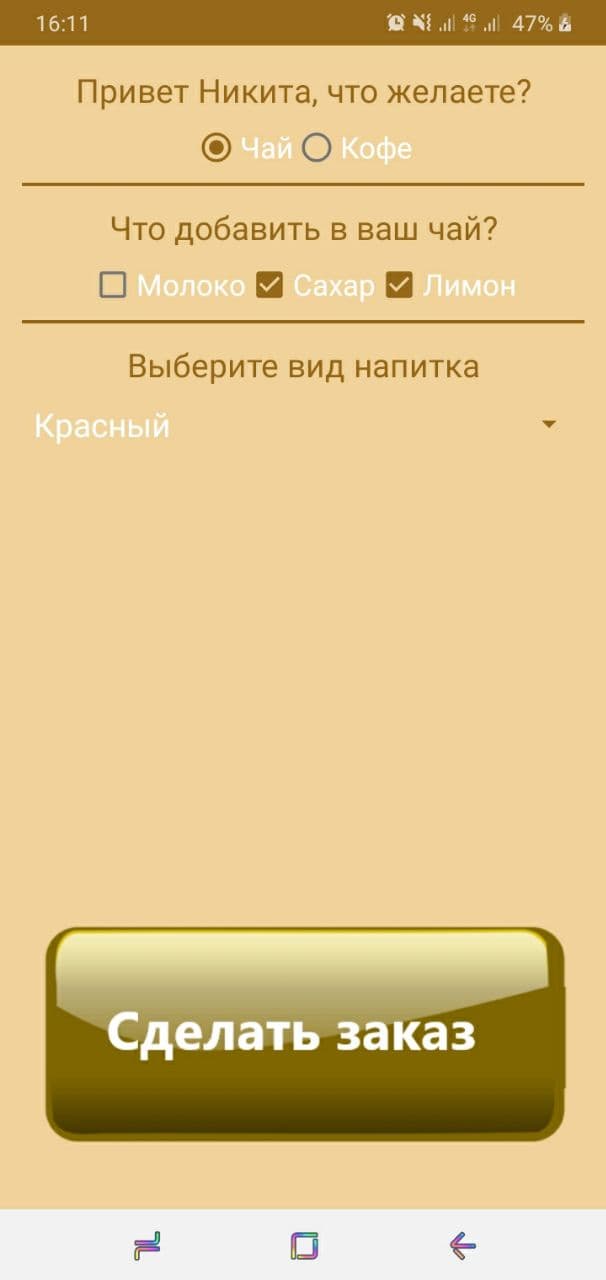 16:11 4G 47%
Привет Никита, что желаете?
Чай Кофе
Что добавить в ваш чай?
Молоко Сахар Лимон
Выберите вид напитка
Красный
Сделать заказ